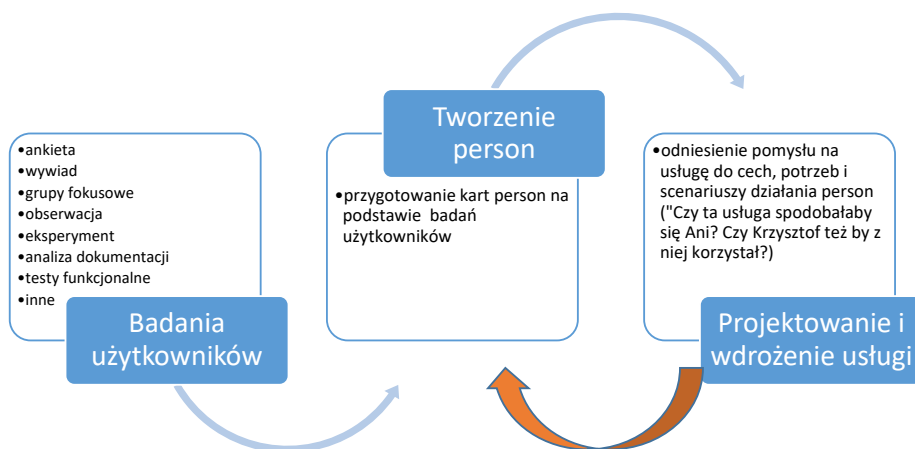 •ankieta
•wywiad
•grupy fokusowe
•obserwacja
•eksperyment
•analiza dokumentacji
•testy funkcjonalne
•inne
Badania
użytkowników
Tworzenie
person
•przygotowanie kart person na
podstawie badań
użytkowników
•odniesienie pomysłu na
usługę do cech, potrzeb i
scenariuszy działania person
("Czy ta usługa spodobałaby
się Ani? Czy Krzysztof też by z
niej korzystał?)
Projektowanie i
wdrożenie usługi